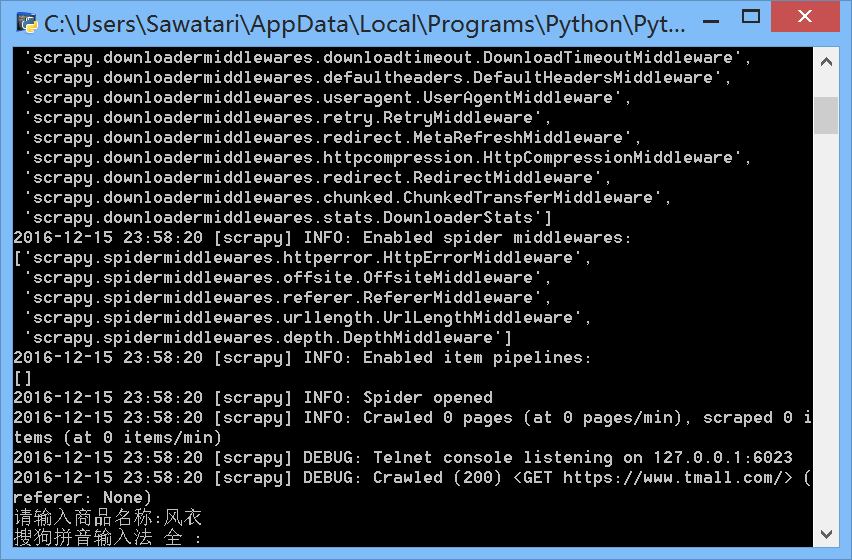 C:\Users\Sawatari\AppData\Local\Programs\Python\Pyt...
'scrapy.downloadermiddlewares.downloadtimeout.DownloadTimeoutMiddleware',
'scrapy.downloadermiddlewares.defaultheaders.DefaultHeadersMiddleware',
'scrapy.downloadermiddlewares.useragent.UserAgentMiddleware',
'scrapy.downloadermiddlewares.retry.RetryMiddleware',
'scrapy.downloadermiddlewares.redirect.MetaRefreshMiddleware',
'scrapy.downloadermiddlewares.httpcompression.HttpCompressionMiddleware',
'scrapy.downloadermiddlewares.redirect.RedirectMiddleware',
'scrapy.downloadermiddlewares.chunked.ChunkedTransferMiddleware',
'scrapy.downloadermiddlewares.stats.DownloaderStats']
2016-12-15 23:58:20 [scrapy] INFO: Enabled spider middlewares:
['scrapy.spidermiddlewares.httperror.HttpErrorMiddleware',
'scrapy.spidermiddlewares.offsite.OffsiteMiddleware',
'scrapy.spidermiddlewares.referer.RefererMiddleware',
'scrapy.spidermiddlewares.urllength.UrlLengthMiddleware',
'scrapy.spidermiddlewares.depth.DepthMiddleware']
2016-12-15 23:58:20 [scrapy] INFO: Enabled item pipelines:
[]
2016-12-15 23:58:20 [scrapy] INFO: Spider opened
2016-12-15 23:58:20 [scrapy] INFO: Crawled 0 pages (at 0 pages/min), scraped 0 i
tems (at 0 items/min)
2016-12-15 23:58:20 [scrapy] DEBUG: Telnet console listening on 127.0.0.1:6023
2016-12-15 23:58:20 [scrapy] DEBUG: Crawled (200) <GET https://www.tmall.com/> (
referer: None)
请输入商品名称:风衣
搜狗拼音输入法 全 :